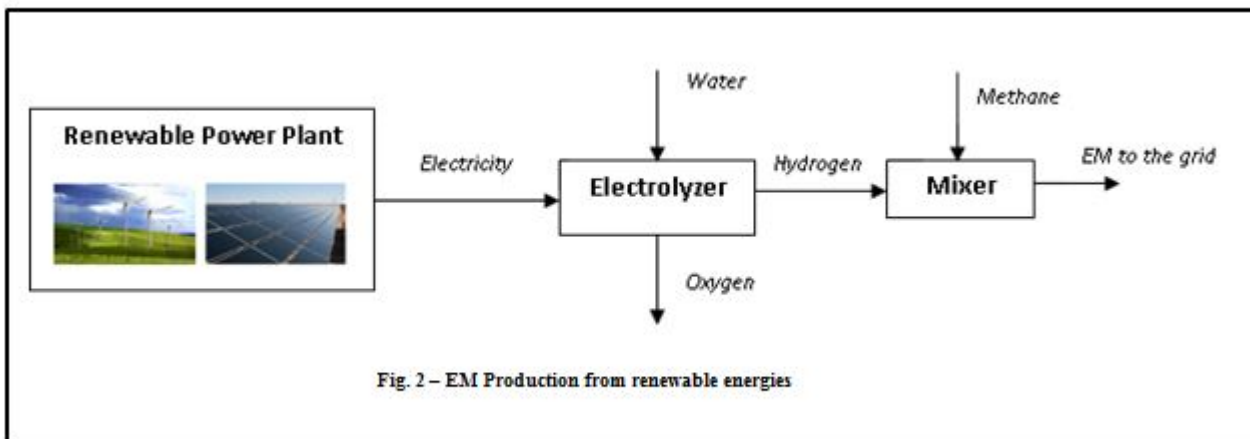 Water
Methane
Renewable Power Plant
Electricity
Electrolyzer
Hydrogen
Mixer
EM to the grid
Oxygen
Fig. 2 – EM Production from renewable energies